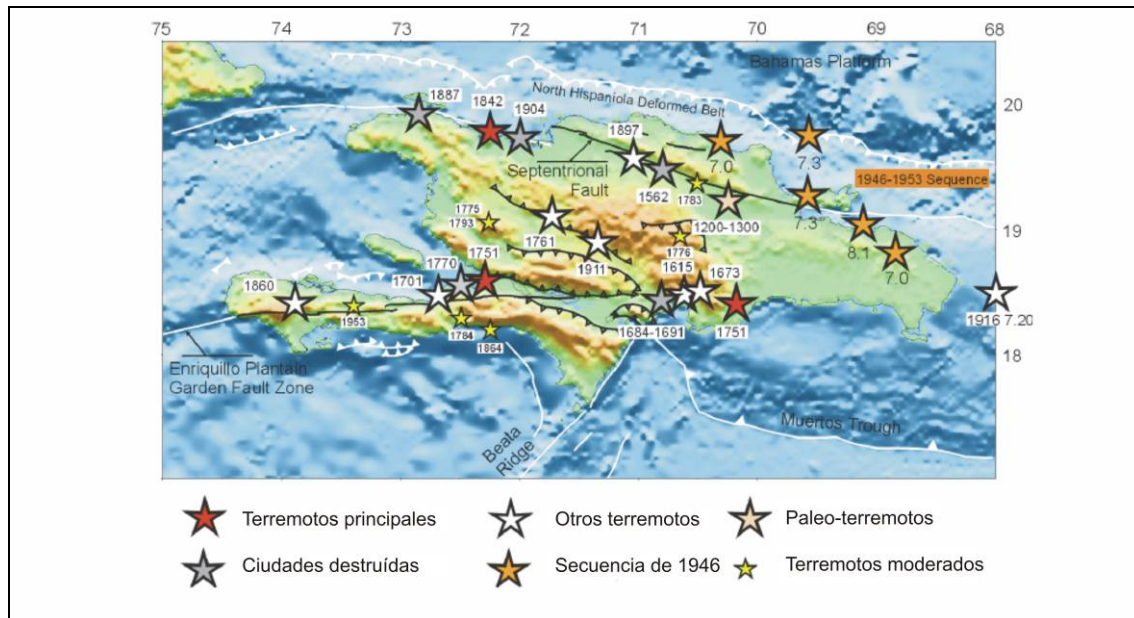 75 74 73 72 71 70 69 68
Bahamas Platform
20
1887 1842 1904
North Hispaniola Deformed Belt
1897
7.0
7.3
Septentrional
Fault
1946-1953 Sequence
1562
1783
1200-1300
7.3
19
1775
1793
1761
1911
1776
8.1
7.0
1770 1751
1615 1673
1860
1701
1953
1784
1864
1684-1691
1751
1916 7.20
18
Enriquillo Plantain
Garden Fault Zone
Beata
Ridge
Muertos Trough
Terremotos principales
Otros terremotos
Paleo-terremotos
Ciudades destruídas
Secuencia de 1946
Terremotos moderados